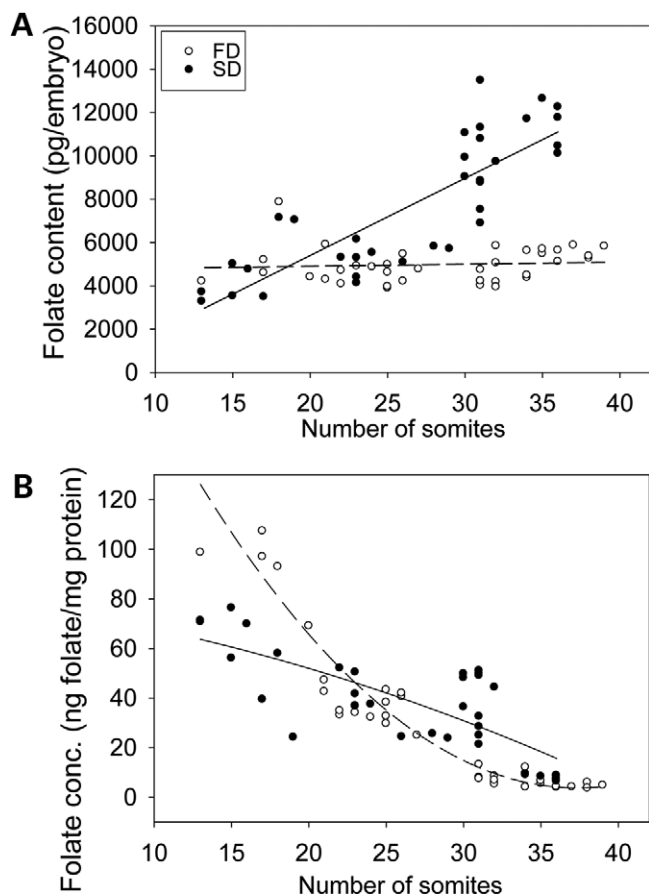 A
Folate content (pg/embryo)
16000
14000
12000
10000
8000
6000
4000
2000
0
FD
SD
10 15 20 25 30 35 40
Number of somites
B
Folate conc. (ng folate/mg protein)
120
100
80
60
40
20
0
10 15 20 25 30 35 40
Number of somites